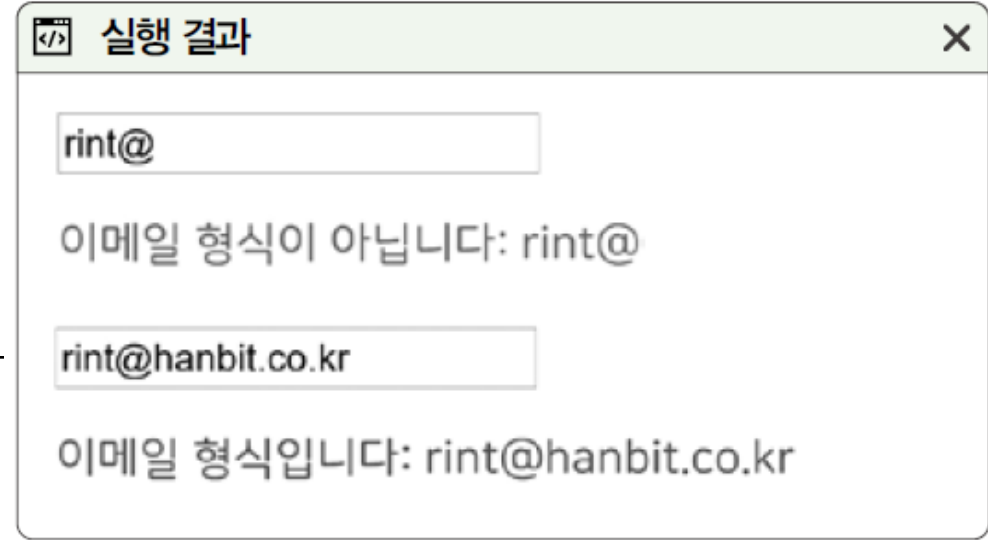 </> 실행 결과
rint@
이메일 형식이 아닙니다: rint@
rint@hanbit.co.kr
이메일 형식입니다: rint@hanbit.co.kr